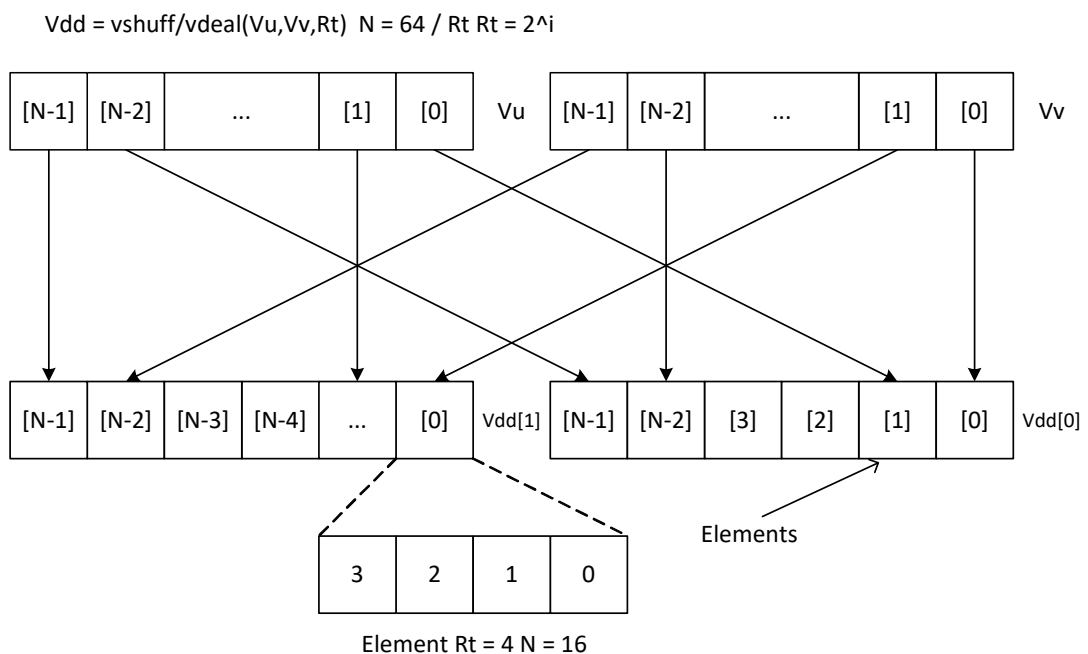 Vdd = vshuff/vdeal(Vu,Vv,Rt) N = 64 / Rt Rt = 2^i
[N-1] [N-2] ... [1] [0] Vu [N-1] [N-2] ... [1] [0] Vv
[N-1] [N-2] [N-3] [N-4] ... [0] Vdd[1] [N-1] [N-2] [3] [2] [1] [0] Vdd[0]
Elements
3 2 1 0
Element Rt = 4 N = 16